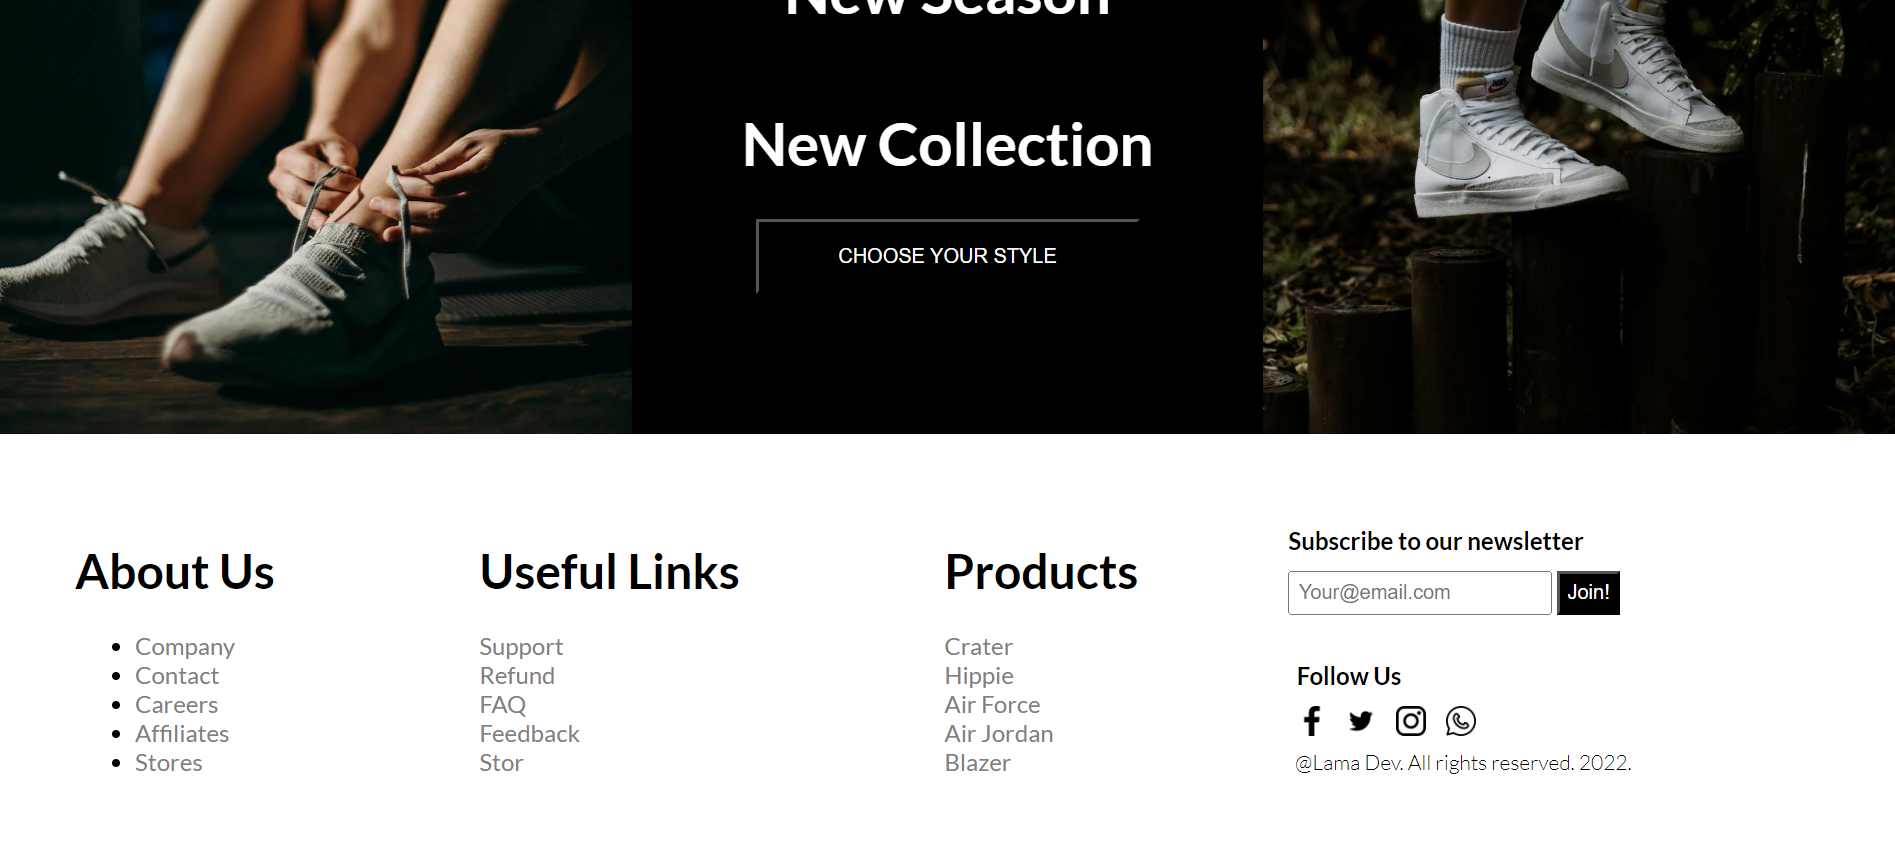 New Season
New Collection
CHOOSE YOUR STYLE
About Us
Company
Contact
Careers
Affiliates
Stores
Useful Links
Support
Refund
FAQ
Feedback
Stor
Products
Crater
Hippie
Air Force
Air Jordan
Blazer
Subscribe to our newsletter
Your@email.com Join!
Follow Us
@Lama Dev. All rights reserved. 2022.